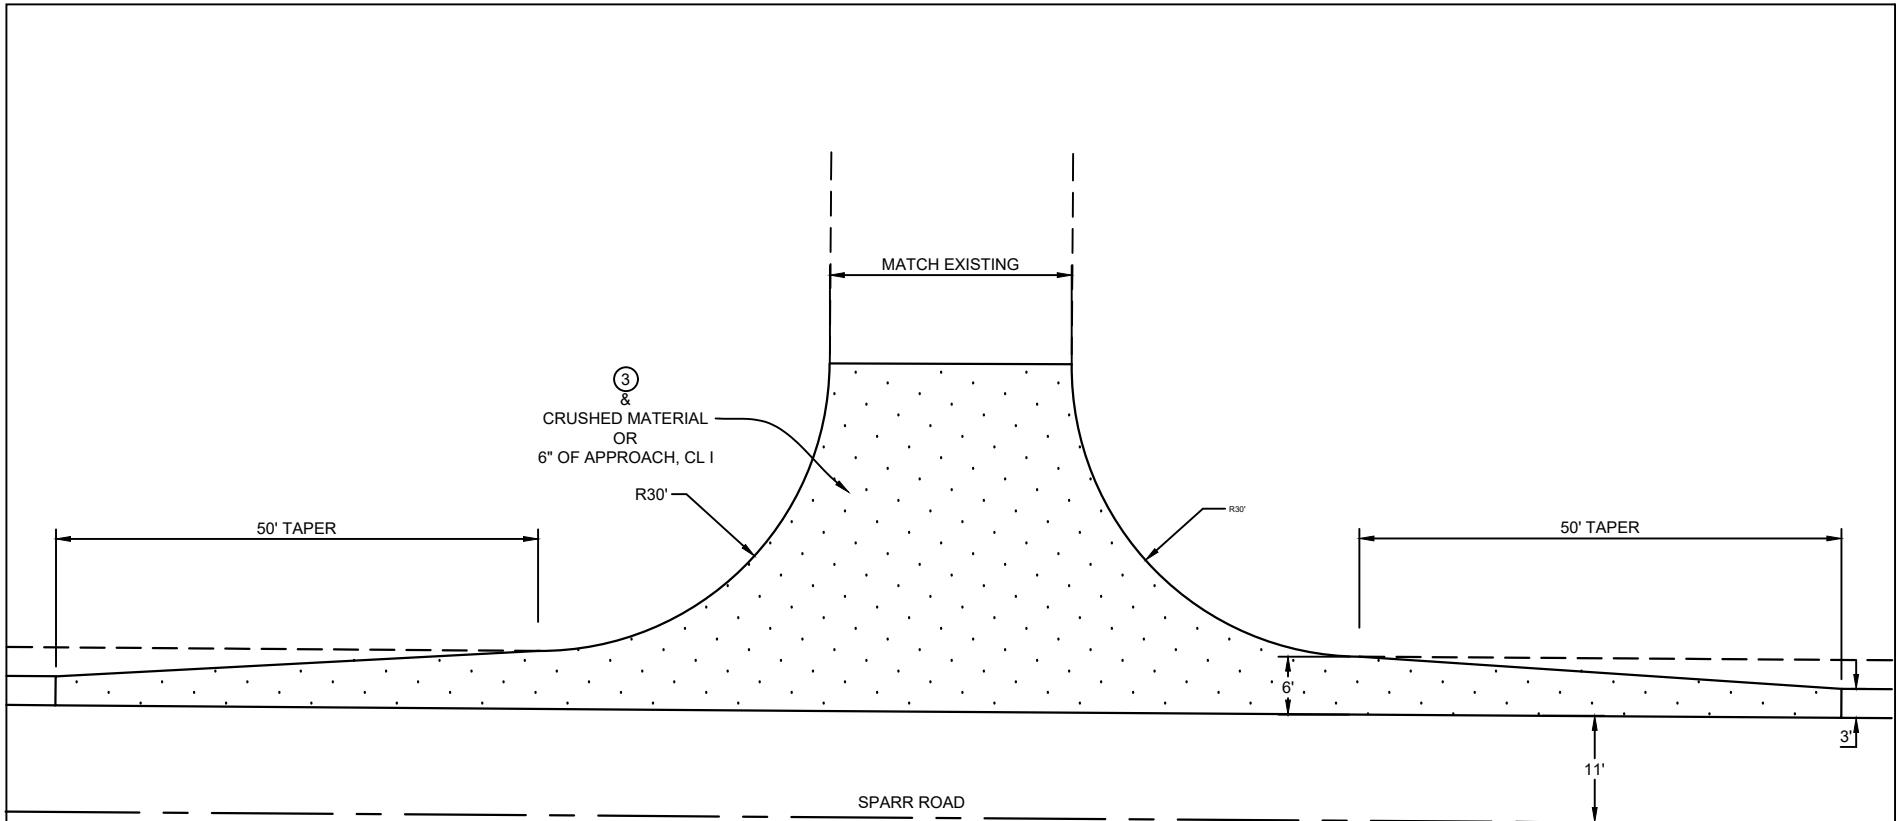 MATCH EXISTING
3
&
CRUSHED MATERIAL
OR
6" OF APPROACH, CL I
R30'
R30'
50' TAPER
50' TAPER
6'
3'
11'
SPARR ROAD